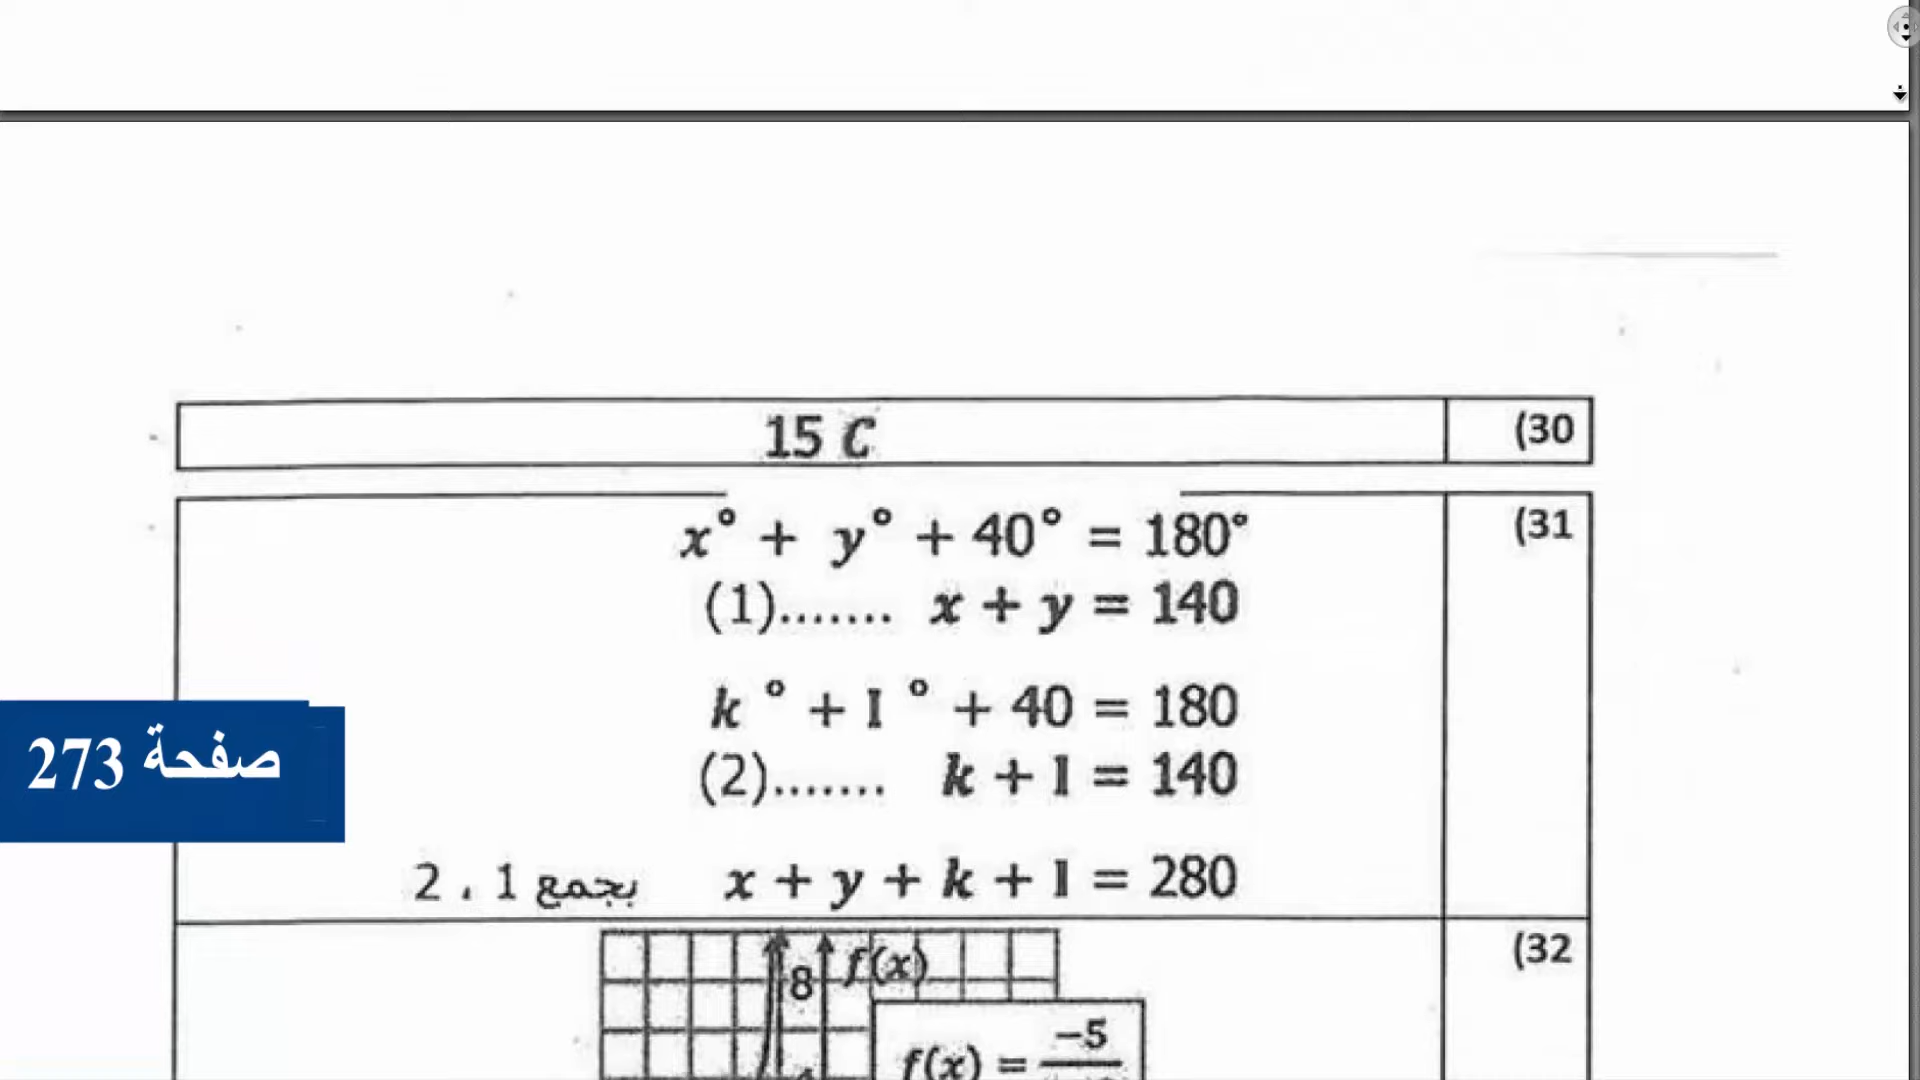 (30
15 C
(31
x° + y° + 40° = 180°
(1)....... x + y = 140
k ° + l ° + 40 = 180
(2)....... k + l = 140
x + y + k + l = 280 بجمع 1 ، 2
صفحة 273
(32
8 f(x)
f(x) = -5